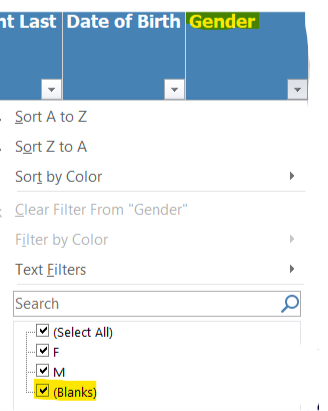 nt Last Date of Birth Gender
Sort A to Z
Sort Z to A
Sort by Color
Clear Filter From "Gender"
Filter by Color
Text Filters
Search
(Select All)
F
M
(Blanks)